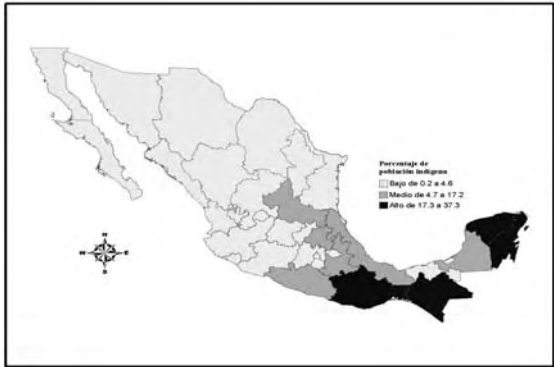 Porcentaje de
población indígena
Bajo de 0.2 a 4.6
Medio de 4.7 a 17.2
Alto de 17.3 a 37.3
N
W E
S